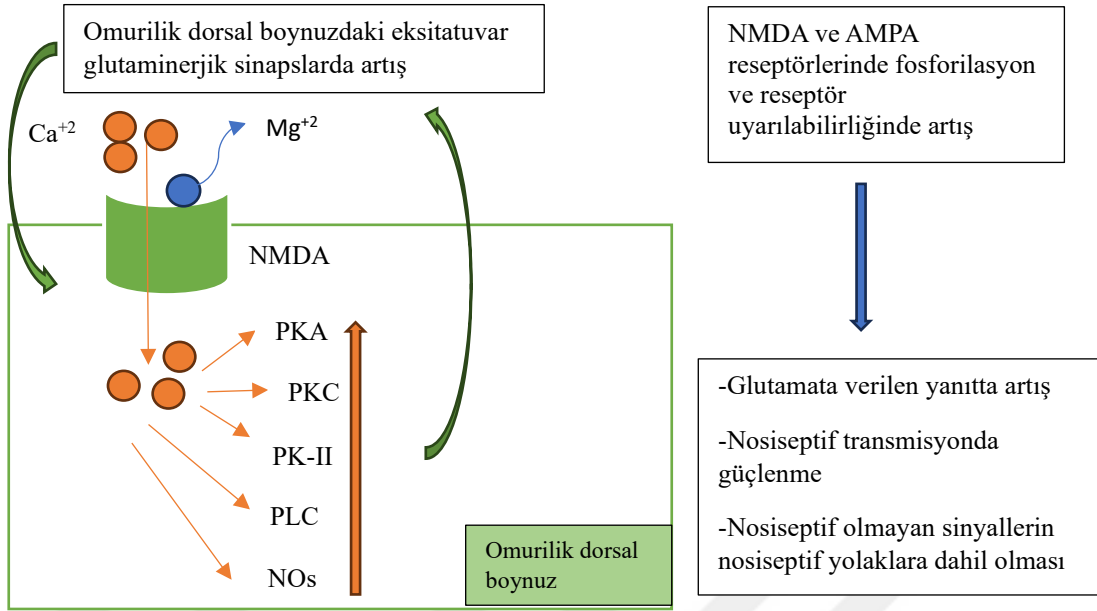 Omurilik dorsal boynuzdaki eksitatuvar
glutaminerjik sinapslarda artış
Ca⁺²
Mg⁺²
NMDA
PKA
PKC
PK-II
PLC
NOs
Omurilik dorsal
boynuz
NMDA ve AMPA
reseptörlerinde fosforilasyon
ve reseptör
uyarılabilirliğinde artış
-Glutamata verilen yanıtta artış
-Nosiseptif transmisyonda
güçlenme
-Nosiseptif olmayan sinyallerin
nosiseptif yolaklara dahil olması